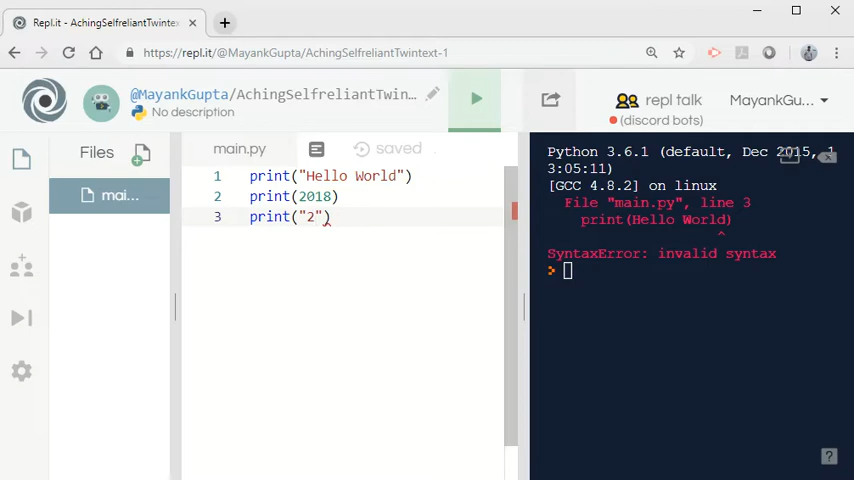 Repl.it - AchingSelfreliantTwintext
https://repl.it/@MayankGupta/AchingSelfreliantTwintext-1
@MayankGupta/AchingSelfreliantTwin...
No description
repl talk
(discord bots)
MayankGu...
Files
mai...
main.py
saved
1 print("Hello World")
2 print(2018)
3 print("2")
Python 3.6.1 (default, Dec 2015, 1
3:05:11)
[GCC 4.8.2] on linux
File "main.py", line 3
print(Hello World)
^
SyntaxError: invalid syntax
>
?